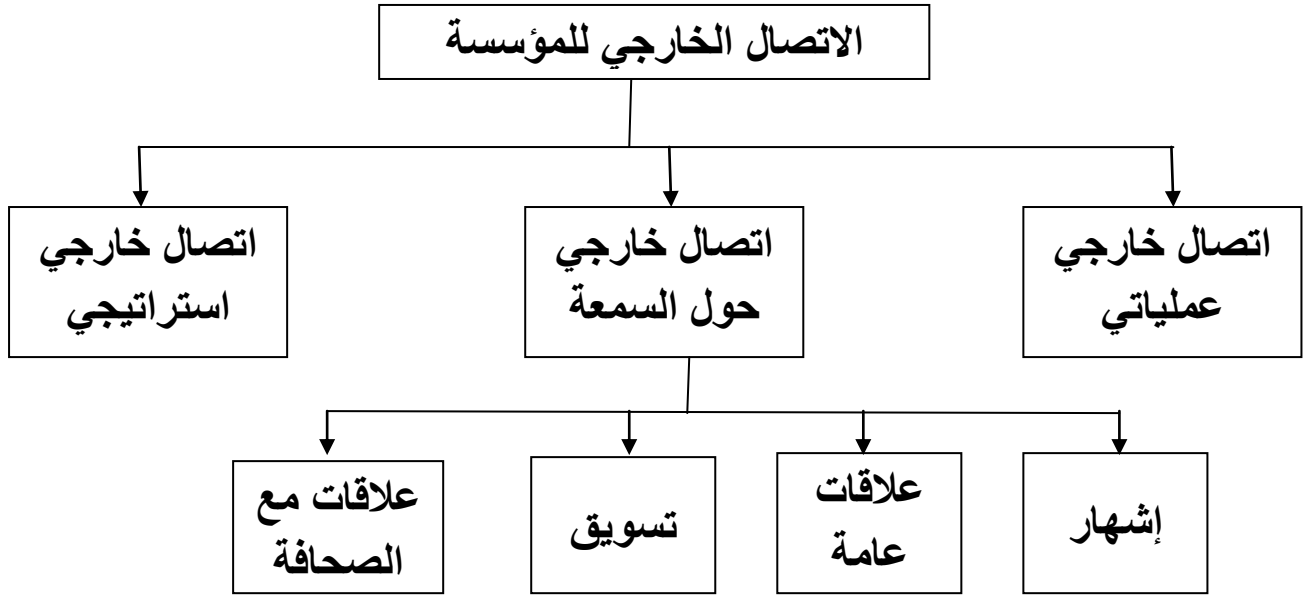 الاتصال الخارجي للمؤسسة
اتصال خارجي
عملياتي
اتصال خارجي
حول السمعة
اتصال خارجي
استراتيجي
إشهار
علاقات
عامة
تسويق
علاقات مع
الصحافة